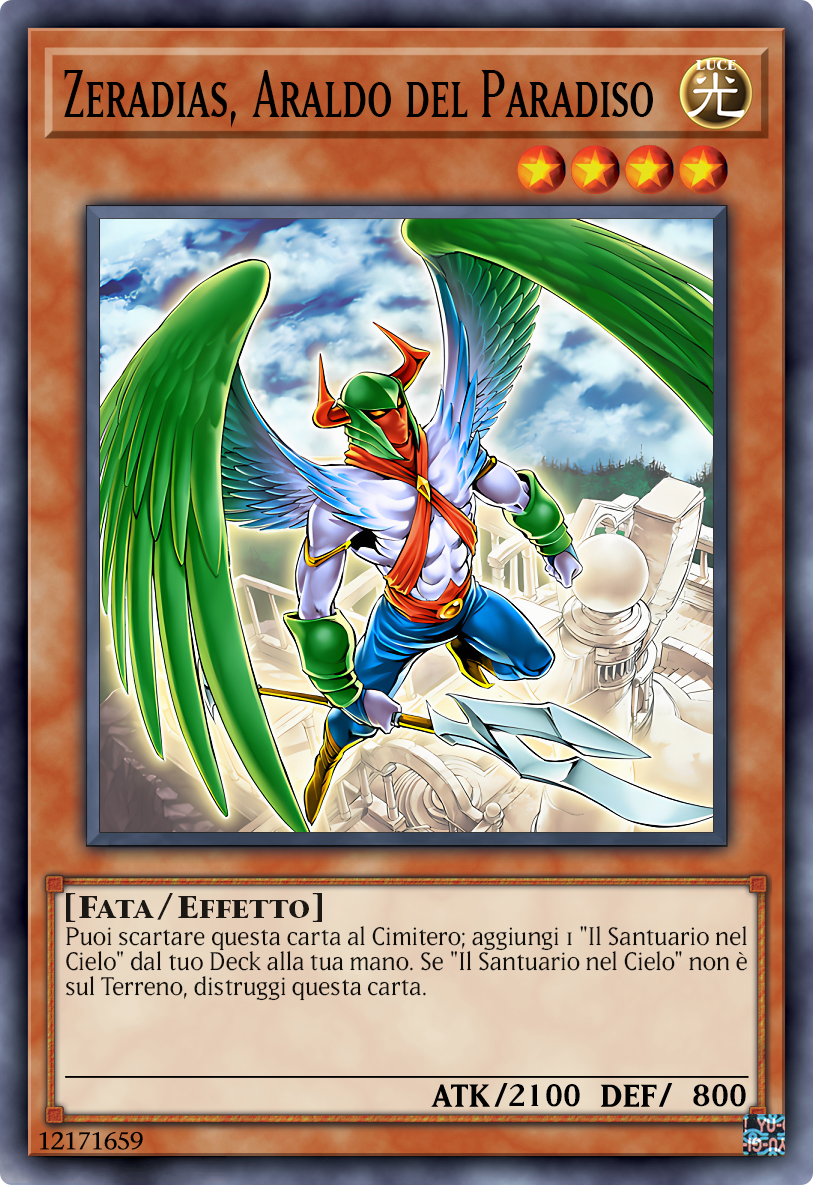 Zeradias, Araldo del Paradiso
LUCE
光
[Fata/Effetto]
Puoi scartare questa carta al Cimitero; aggiungi 1 "Il Santuario nel
Cielo" dal tuo Deck alla tua mano. Se "Il Santuario nel Cielo" non è
sul Terreno, distruggi questa carta.
ATK/2100 DEF/ 800
12171659